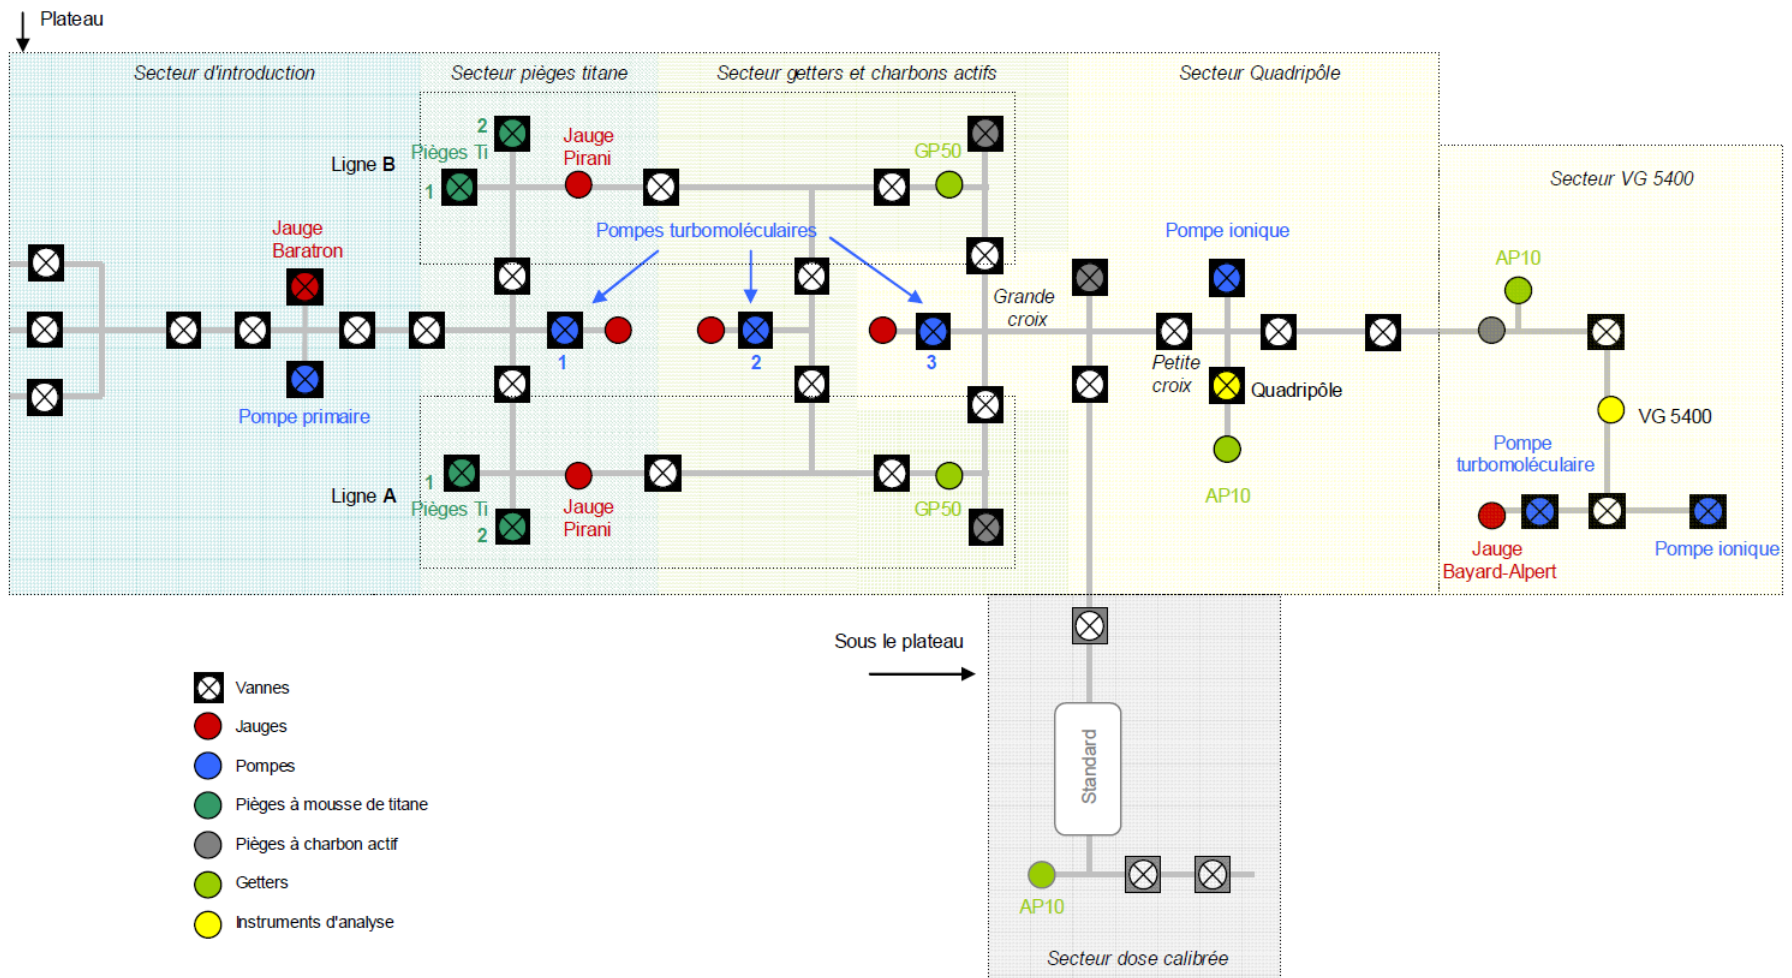 Plateau
Secteur d'introduction
Secteur pièges titane
Secteur getters et charbons actifs
Secteur Quadripôle
Secteur VG 5400
Ligne B
2
Pièges Ti
1
Jauge
Pirani
GP50
Jauge
Baratron
Pompes turbomoléculaires
Pompe ionique
AP10
Grande
croix
1
2
3
Petite
croix
Quadripôle
Pompe primaire
VG 5400
Ligne A
1
Pièges Ti
2
Jauge
Pirani
GP50
AP10
Pompe
turbomoléculaire
Jauge
Bayard-Alpert
Pompe ionique
Sous le plateau
Vannes
Jauges
Pompes
Pièges à mousse de titane
Pièges à charbon actif
Getters
Instruments d'analyse
Standard
AP10
Secteur dose calibrée